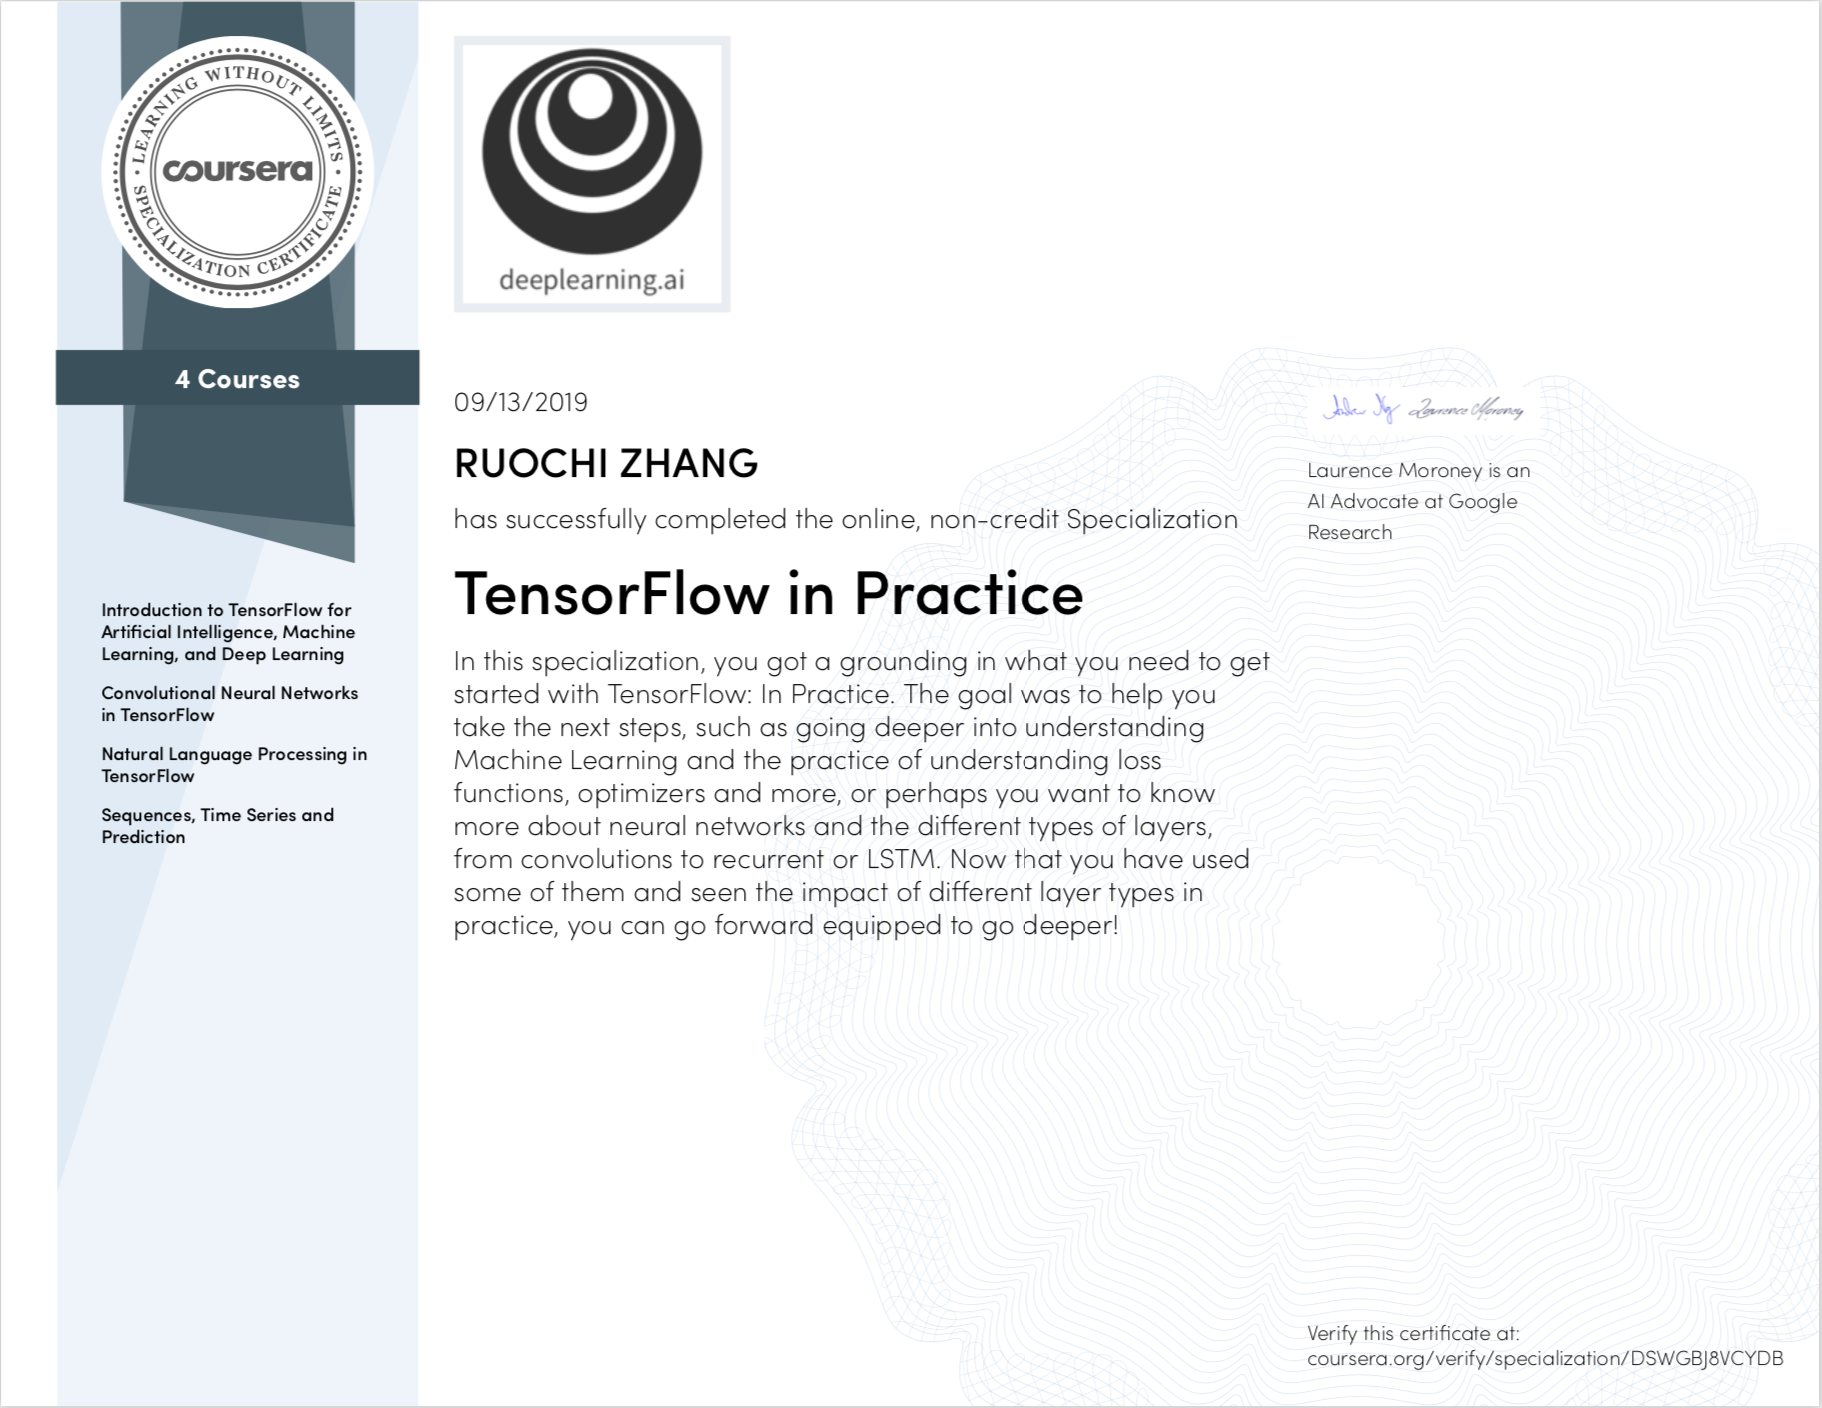 LEARNING WITHOUT LIMITS
coursera
SPECIALIZATION CERTIFICATE
4 Courses
Introduction to TensorFlow for
Artificial Intelligence, Machine
Learning, and Deep Learning
Convolutional Neural Networks
in TensorFlow
Natural Language Processing in
TensorFlow
Sequences, Time Series and
Prediction
deeplearning.ai
09/13/2019
RUOCHI ZHANG
has successfully completed the online, non-credit Specialization
TensorFlow in Practice
In this specialization, you got a grounding in what you need to get
started with TensorFlow: In Practice. The goal was to help you
take the next steps, such as going deeper into understanding
Machine Learning and the practice of understanding loss
functions, optimizers and more, or perhaps you want to know
more about neural networks and the different types of layers,
from convolutions to recurrent or LSTM. Now that you have used
some of them and seen the impact of different layer types in
practice, you can go forward equipped to go deeper!
Andrew Ng Laurence Moroney
Laurence Moroney is an
AI Advocate at Google
Research
Verify this certificate at:
coursera.org/verify/specialization/DSWGBJ8VCYDB